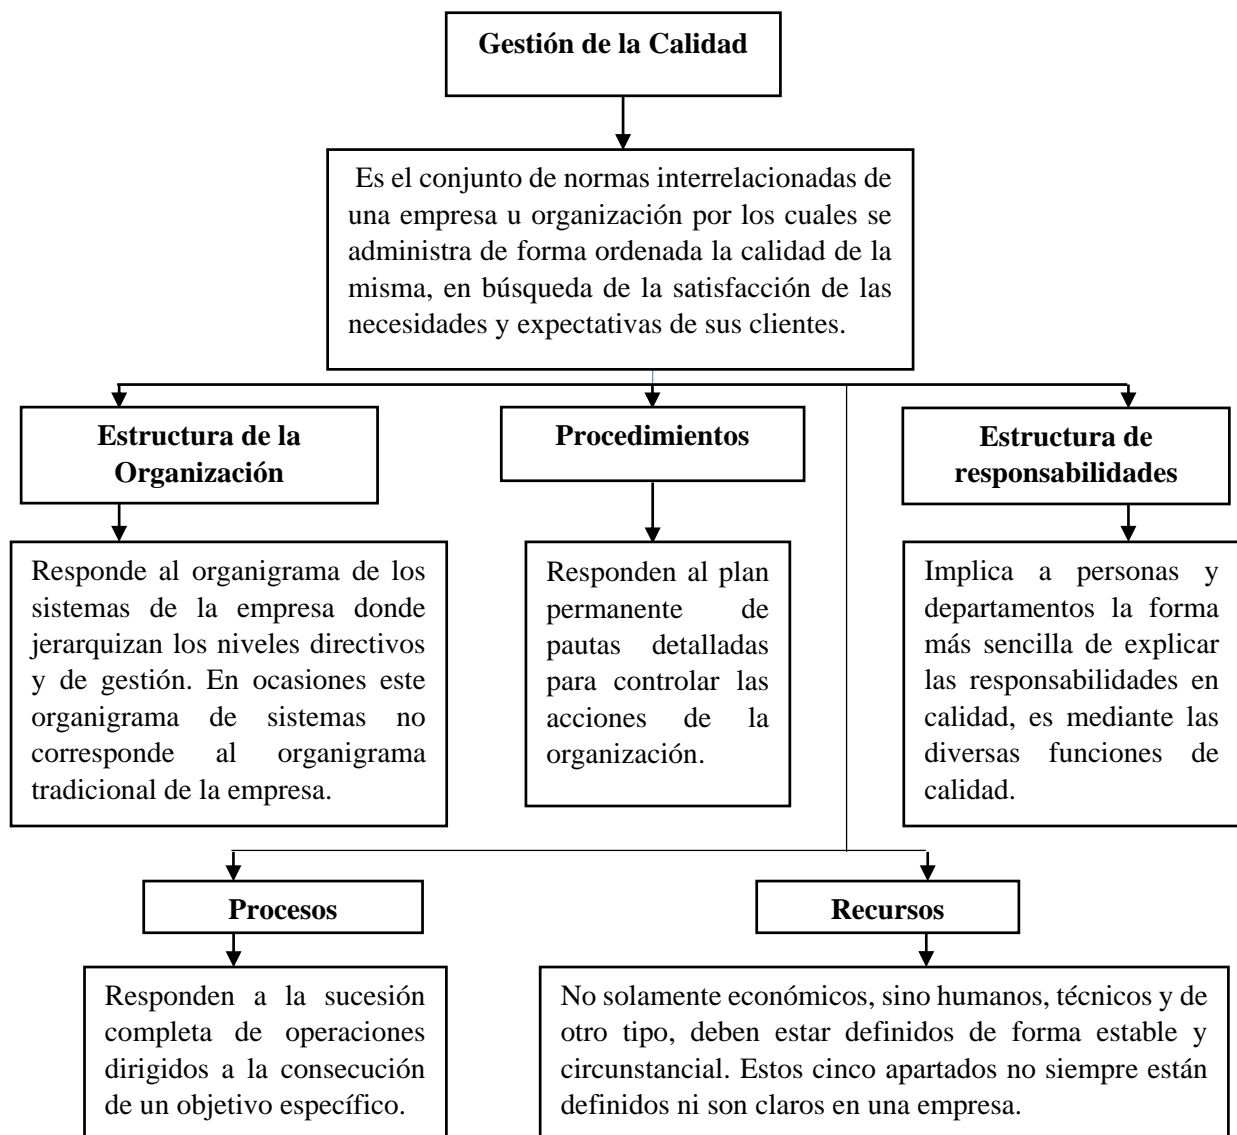 Gestión de la Calidad
Es el conjunto de normas interrelacionadas de
una empresa u organización por los cuales se
administra de forma ordenada la calidad de la
misma, en búsqueda de la satisfacción de las
necesidades y expectativas de sus clientes.
Estructura de la
Organización
Responde al organigrama de los
sistemas de la empresa donde
jerarquizan los niveles directivos
y de gestión. En ocasiones este
organigrama de sistemas no
corresponde al organigrama
tradicional de la empresa.
Procedimientos
Responden al plan
permanente de
pautas detalladas
para controlar las
acciones de la
organización.
Estructura de
responsabilidades
Implica a personas y
departamentos la forma
más sencilla de explicar
las responsabilidades en
calidad, es mediante las
diversas funciones de
calidad.
Procesos
Responden a la sucesión
completa de operaciones
dirigidos a la consecución
de un objetivo específico.
Recursos
No solamente económicos, sino humanos, técnicos y de
otro tipo, deben estar definidos de forma estable y
circunstancial. Estos cinco apartados no siempre están
definidos ni son claros en una empresa.